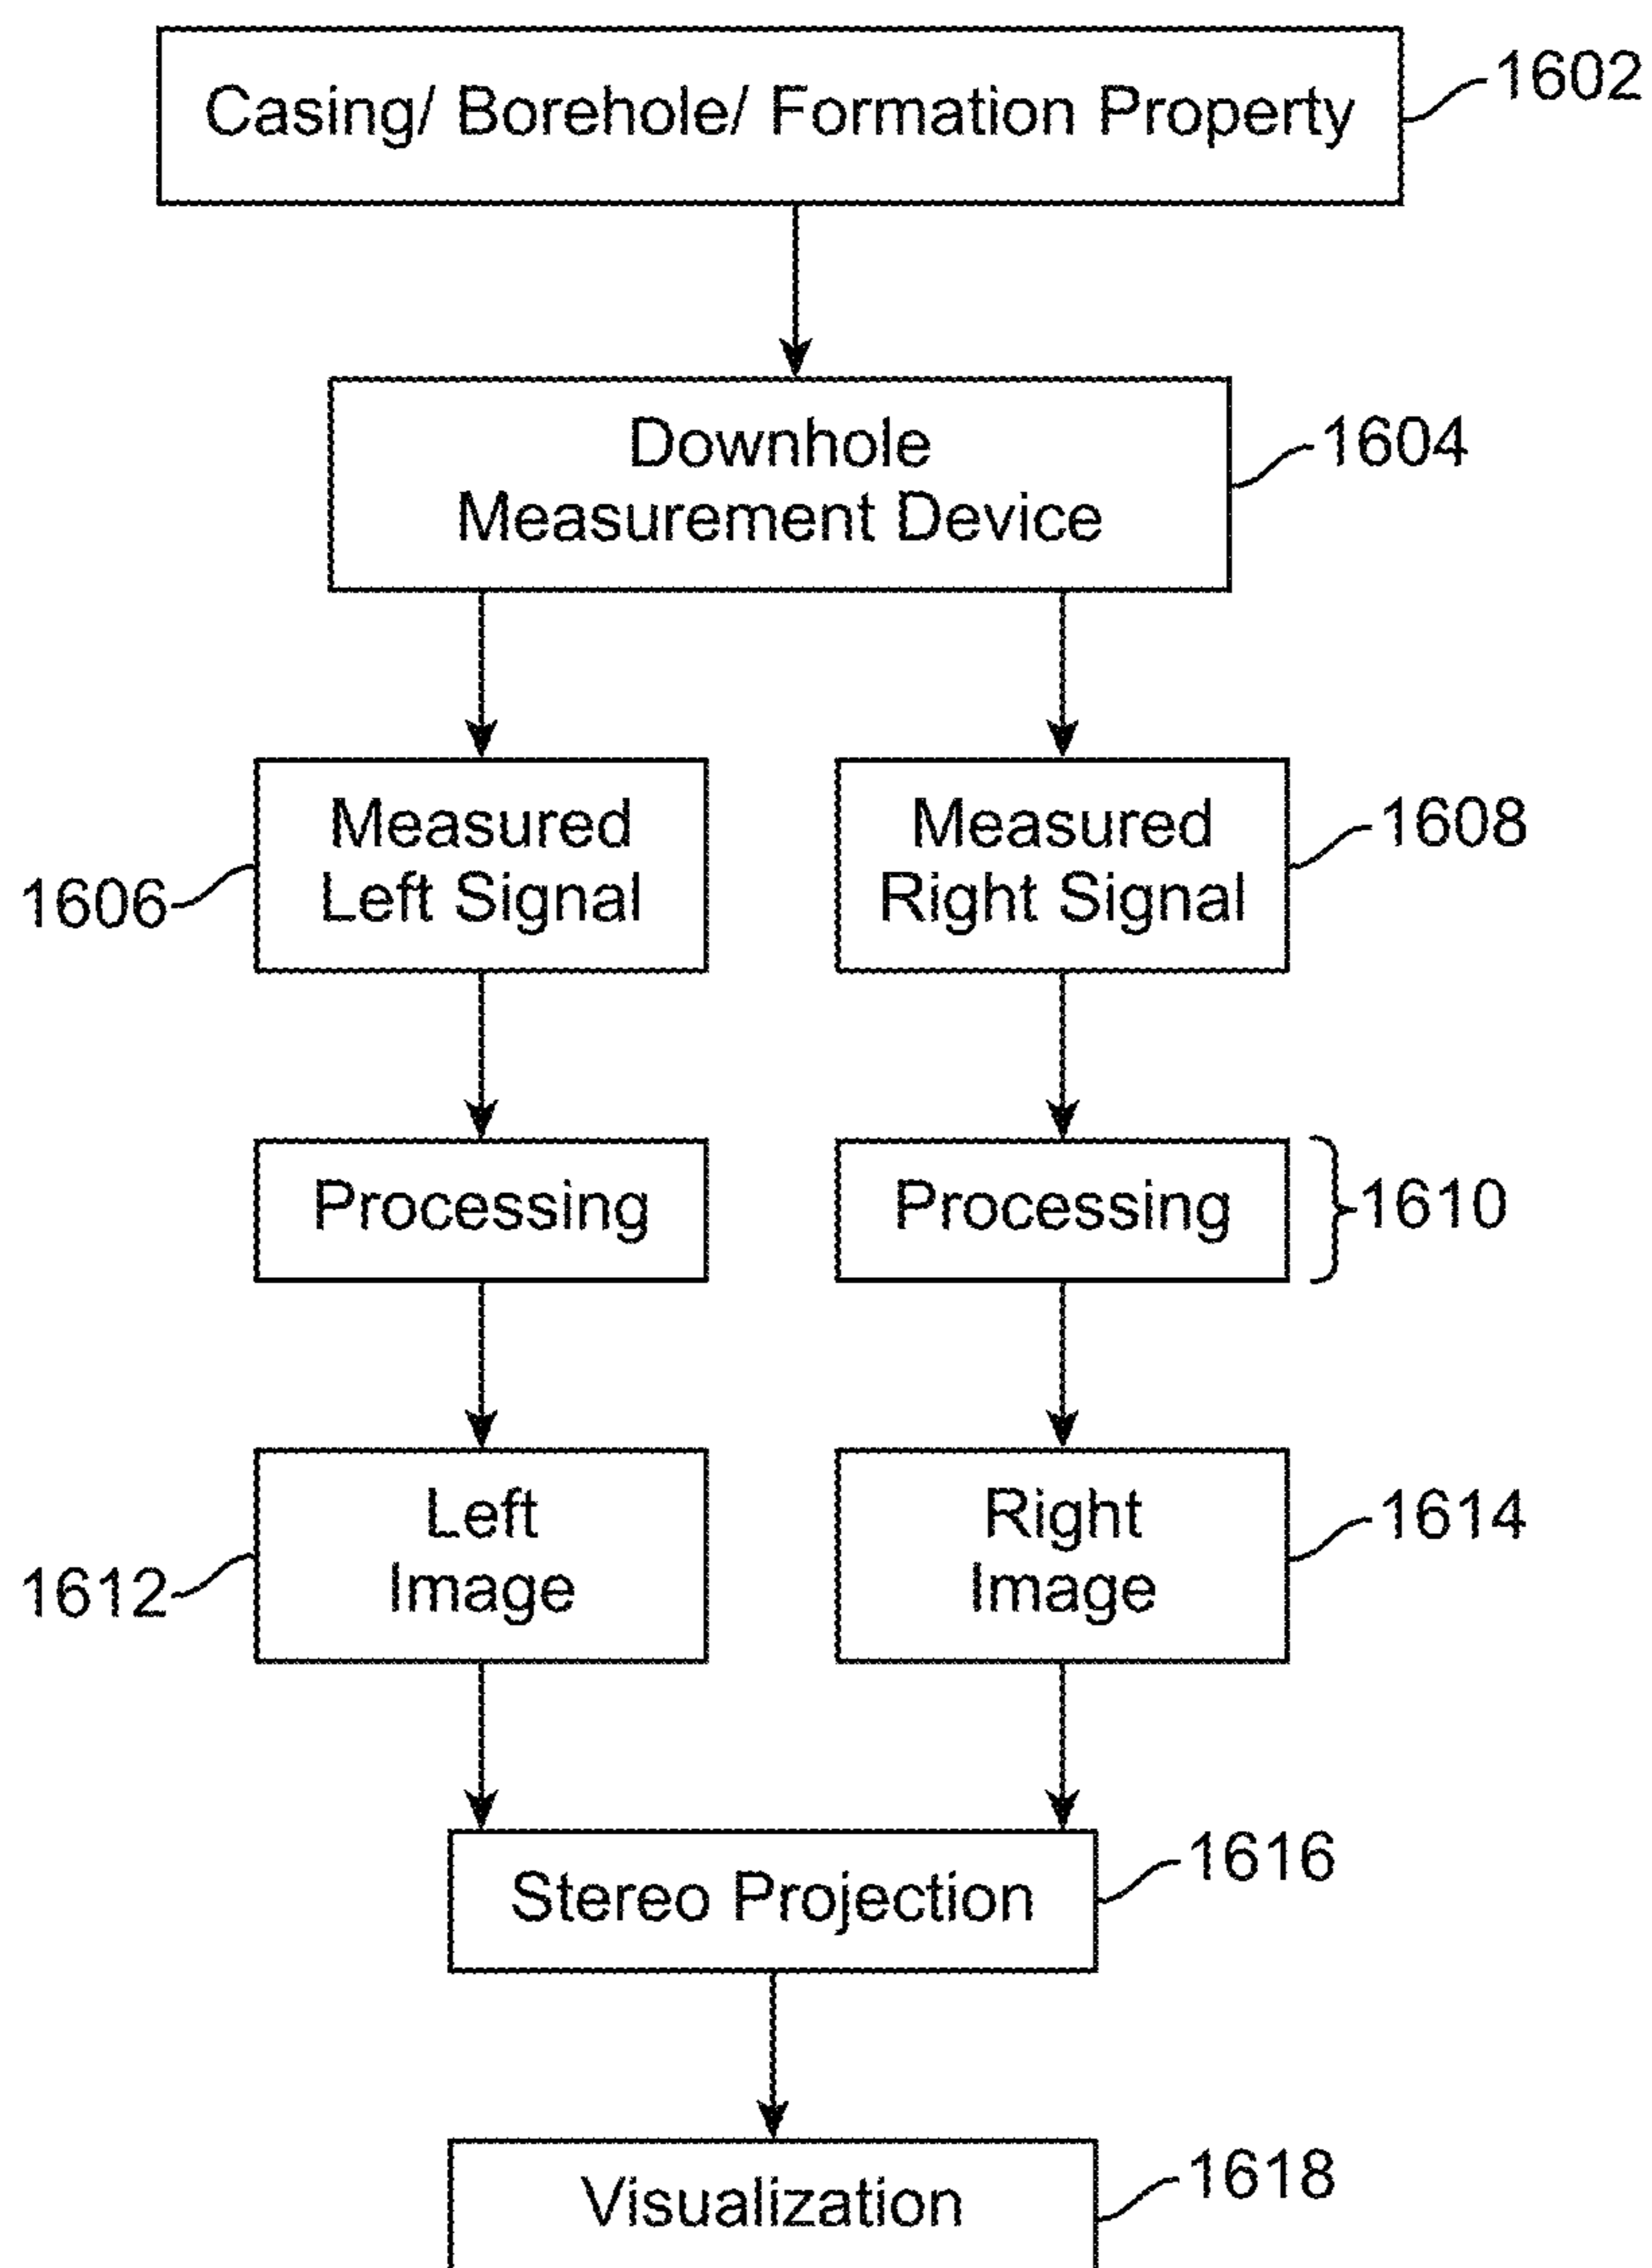 Casing/ Borehole/ Formation Property
1602
Downhole
Measurement Device
1604
Measured
Left Signal
1606
Measured
Right Signal
1608
Processing
Processing
1610
Left
Image
1612
Right
Image
1614
Stereo Projection
1616
Visualization
1618